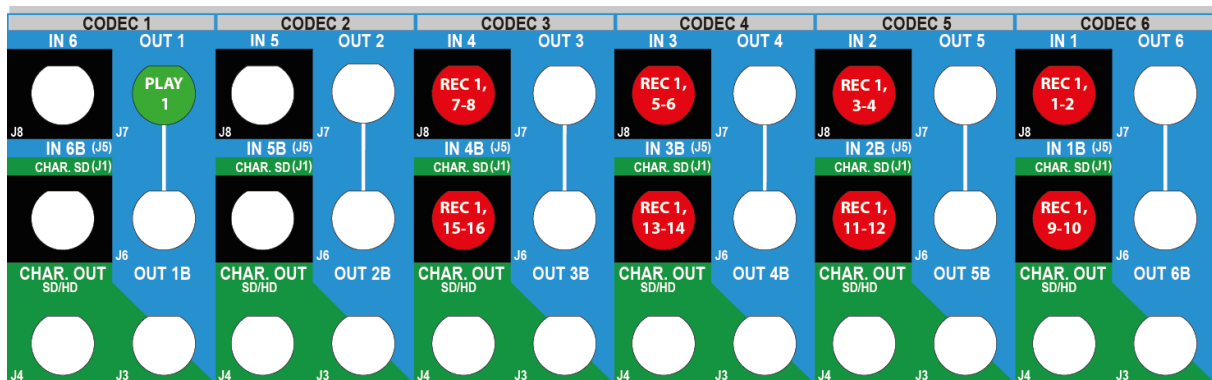 CODEC 1 CODEC 2 CODEC 3 CODEC 4 CODEC 5 CODEC 6
IN 6 OUT 1 IN 5 OUT 2 IN 4 OUT 3 IN 3 OUT 4 IN 2 OUT 5 IN 1 OUT 6
PLAY REC 1, REC 1, REC 1, REC 1,
1 7-8 5-6 3-4 1-2
J8 J7 J8 J7 J8 J7 J8 J7 J8 J7 J8 J7
IN 6B (J5) IN 5B (J5) IN 4B (J5) IN 3B (J5) IN 2B (J5) IN 1B (J5)
CHAR. SD (J1) CHAR. SD (J1) CHAR. SD (J1) CHAR. SD (J1) CHAR. SD (J1) CHAR. SD (J1)
REC 1, REC 1, REC 1, REC 1,
15-16 13-14 11-12 9-10
J6 J6 J6 J6 J6 J6
CHAR. OUT OUT 1B CHAR. OUT OUT 2B CHAR. OUT OUT 3B CHAR. OUT OUT 4B CHAR. OUT OUT 5B CHAR. OUT OUT 6B
SD/HD SD/HD SD/HD SD/HD SD/HD SD/HD
J4 J3 J4 J3 J4 J3 J4 J3 J4 J3 J4 J3